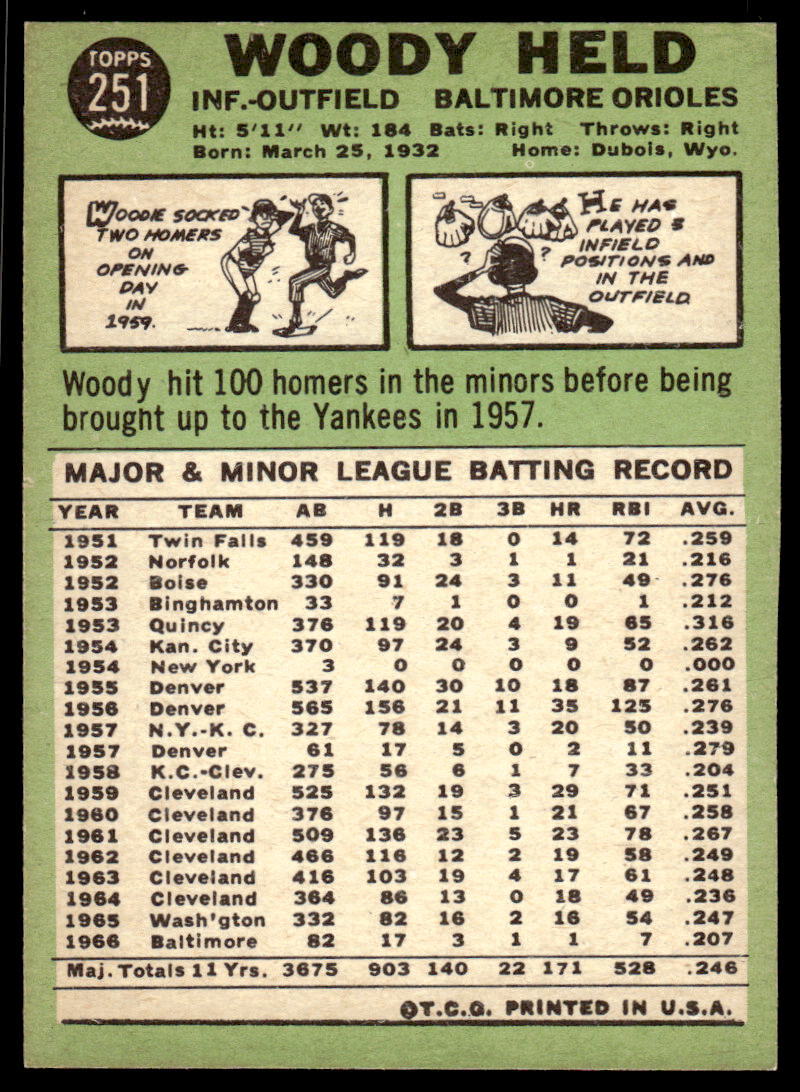 TOPPS
251
WOODY HELD
INF.-OUTFIELD BALTIMORE ORIOLES
Ht: 5'11" Wt: 184 Bats: Right Throws: Right
Born: March 25, 1932 Home: Dubois, Wyo.
WOODIE SOCKED
TWO HOMERS
ON
OPENING
DAY
IN
1959.
HE HAS
PLAYED 5
INFIELD
POSITIONS AND
IN THE
OUTFIELD
? ?
Woody hit 100 homers in the minors before being
brought up to the Yankees in 1957.
MAJOR & MINOR LEAGUE BATTING RECORD
YEAR TEAM AB H 2B 3B HR RBI AVG.
1951 Twin Falls 459 119 18 0 14 72 .259
1952 Norfolk 148 32 3 1 1 21 .216
1952 Boise 330 91 24 3 11 49 .276
1953 Binghamton 33 7 1 0 0 1 .212
1953 Quincy 376 119 20 4 19 65 .316
1954 Kan. City 370 97 24 3 9 52 .262
1954 New York 3 0 0 0 0 0 .000
1955 Denver 537 140 30 10 18 87 .261
1956 Denver 565 156 21 11 35 125 .276
1957 N.Y.-K. C. 327 78 14 3 20 50 .239
1957 Denver 61 17 5 0 2 11 .279
1958 K.C.-Clev. 275 56 6 1 7 33 .204
1959 Cleveland 525 132 19 3 29 71 .251
1960 Cleveland 376 97 15 1 21 67 .258
1961 Cleveland 509 136 23 5 23 78 .267
1962 Cleveland 466 116 12 2 19 58 .249
1963 Cleveland 416 103 19 4 17 61 .248
1964 Cleveland 364 86 13 0 18 49 .236
1965 Wash'gton 332 82 16 2 16 54 .247
1966 Baltimore 82 17 3 1 1 7 .207
Maj. Totals 11 Yrs. 3675 903 140 22 171 528 .246
©T.C.G. PRINTED IN U.S.A.